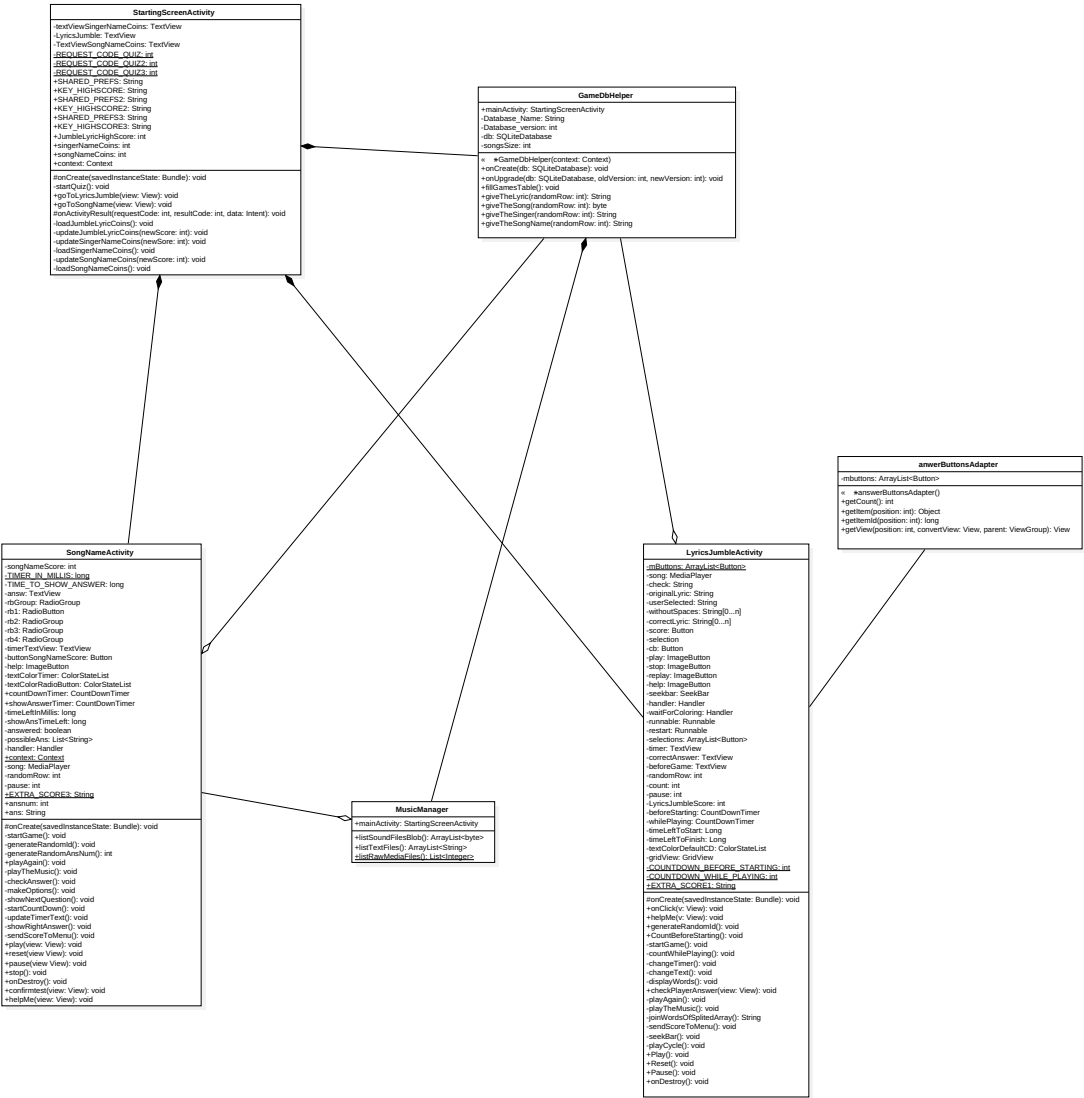 StartingScreenActivity
-textViewSingerNameCoins: TextView
-LyricsJumble: TextView
-TextViewSongNameCoins: TextView
-REQUEST_CODE_QUIZ: int
-REQUEST_CODE_QUIZ2: int
-REQUEST_CODE_QUIZ3: int
+SHARED_PREFS: String
+KEY_HIGHSCORE: String
+SHARED_PREFS2: String
+KEY_HIGHSCORE2: String
+SHARED_PREFS3: String
+KEY_HIGHSCORE3: String
+JumbleLyricHighScore: int
+singerNameCoins: int
+songNameCoins: int
+context: Context
#onCreate(savedInstanceState: Bundle): void
-startQuiz(): void
+goToLyricsJumble(view: View): void
+goToSongName(view: View): void
#onActivityResult(requestCode: int, resultCode: int, data: Intent): void
-loadJumbleLyricCoins(): void
-updateJumbleLyricCoins(newScore: int): void
-updateSingerNameCoins(newSore: int): void
-loadSingerNameCoins(): void
-updateSongNameCoins(newScore: int): void
-loadSongNameCoins(): void
GameDbHelper
+mainActivity: StartingScreenActivity
-Database_Name: String
-Database_version: int
-db: SQLiteDatabase
-songsSize: int
« »+GameDbHelper(context: Context)
+onCreate(db: SQLiteDatabase): void
+onUpgrade(db: SQLiteDatabase, oldVersion: int, newVersion: int): void
+fillGamesTable(): void
+giveTheLyric(randomRow: int): String
+giveTheSong(randomRow: int): byte
+giveTheSinger(randomRow: int): String
+giveTheSongName(randomRow: int): String
anwerButtonsAdapter
-mbuttons: ArrayList<Button>
« »+answerButtonsAdapter()
+getCount(): int
+getItem(position: int): Object
+getItemId(position: int): long
+getView(position: int, convertView: View, parent: ViewGroup): View
SongNameActivity
-songNameScore: int
-TIMER_IN_MILLIS: long
-TIME_TO_SHOW_ANSWER: long
-answ: TextView
-rbGroup: RadioGroup
-rb1: RadioButton
-rb2: RadioGroup
-rb3: RadioGroup
-rb4: RadioGroup
-timerTextView: TextView
-buttonSongNameScore: Button
-help: ImageButton
-textColorTimer: ColorStateList
-textColorRadioButton: ColorStateList
+countDownTimer: CountDownTimer
+showAnswerTimer: CountDownTimer
-timeLeftInMillis: long
-showAnsTimeLeft: long
-answered: boolean
-possibleAns: List<String>
-handler: Handler
+context: Context
-song: MediaPlayer
-randomRow: int
-pause: int
+EXTRA_SCORE3: String
+ansnum: int
+ans: String
#onCreate(savedInstanceState: Bundle): void
-startGame(): void
-generateRandomId(): void
-generateRandomAnsNum(): int
+playAgain(): void
-playTheMusic(): void
-checkAnswer(): void
-makeOptions(): void
-showNextQuestion(): void
-startCountDown(): void
-updateTimerText(): void
-showRightAnswer(): void
-sendScoreToMenu(): void
+play(view: View): void
+reset(view View): void
+pause(view View): void
+stop(): void
+onDestroy(): void
+confirmtest(view: View): void
+helpMe(view: View): void
MusicManager
+mainActivity: StartingScreenActivity
+listSoundFilesBlob(): ArrayList<byte>
+listTextFiles(): ArrayList<String>
+listRawMediaFiles(): List<Integer>
LyricsJumbleActivity
-mButtons: ArrayList<Button>
-song: MediaPlayer
-check: String
-originalLyric: String
-userSelected: String
-withoutSpaces: String[0...n]
-correctLyric: String[0...n]
-score: Button
-selection
-cb: Button
-play: ImageButton
-stop: ImageButton
-replay: ImageButton
-help: ImageButton
-seekbar: SeekBar
-handler: Handler
-waitForColoring: Handler
-runnable: Runnable
-restart: Runnable
-selections: ArrayList<Button>
-timer: TextView
-correctAnswer: TextView
-beforeGame: TextView
-randomRow: int
-count: int
-pause: int
-LyricsJumbleScore: int
-beforeStarting: CountDownTimer
-whilePlaying: CountDownTimer
-timeLeftToStart: Long
-timeLeftToFinish: Long
-textColorDefaultCD: ColorStateList
-gridView: GridView
-COUNTDOWN_BEFORE_STARTING: int
-COUNTDOWN_WHILE_PLAYING: int
+EXTRA_SCORE1: String
#onCreate(savedInstanceState: Bundle): void
+onClick(v: View): void
+helpMe(v: View): void
+generateRandomId(): void
+CountBeforeStarting: void
-startGame(): void
-countWhilePlaying(): void
-changeTimer(): void
-changeText(): void
-displayWords(): void
+checkPlayerAnswer(view: View): void
-playAgain(): void
-playTheMusic(): void
-joinWordsOfSplitedArray(): String
-sendScoreToMenu(): void
-seekBar(): void
-playCycle(): void
+Play(): void
+Reset(): void
+Pause(): void
+onDestroy(): void